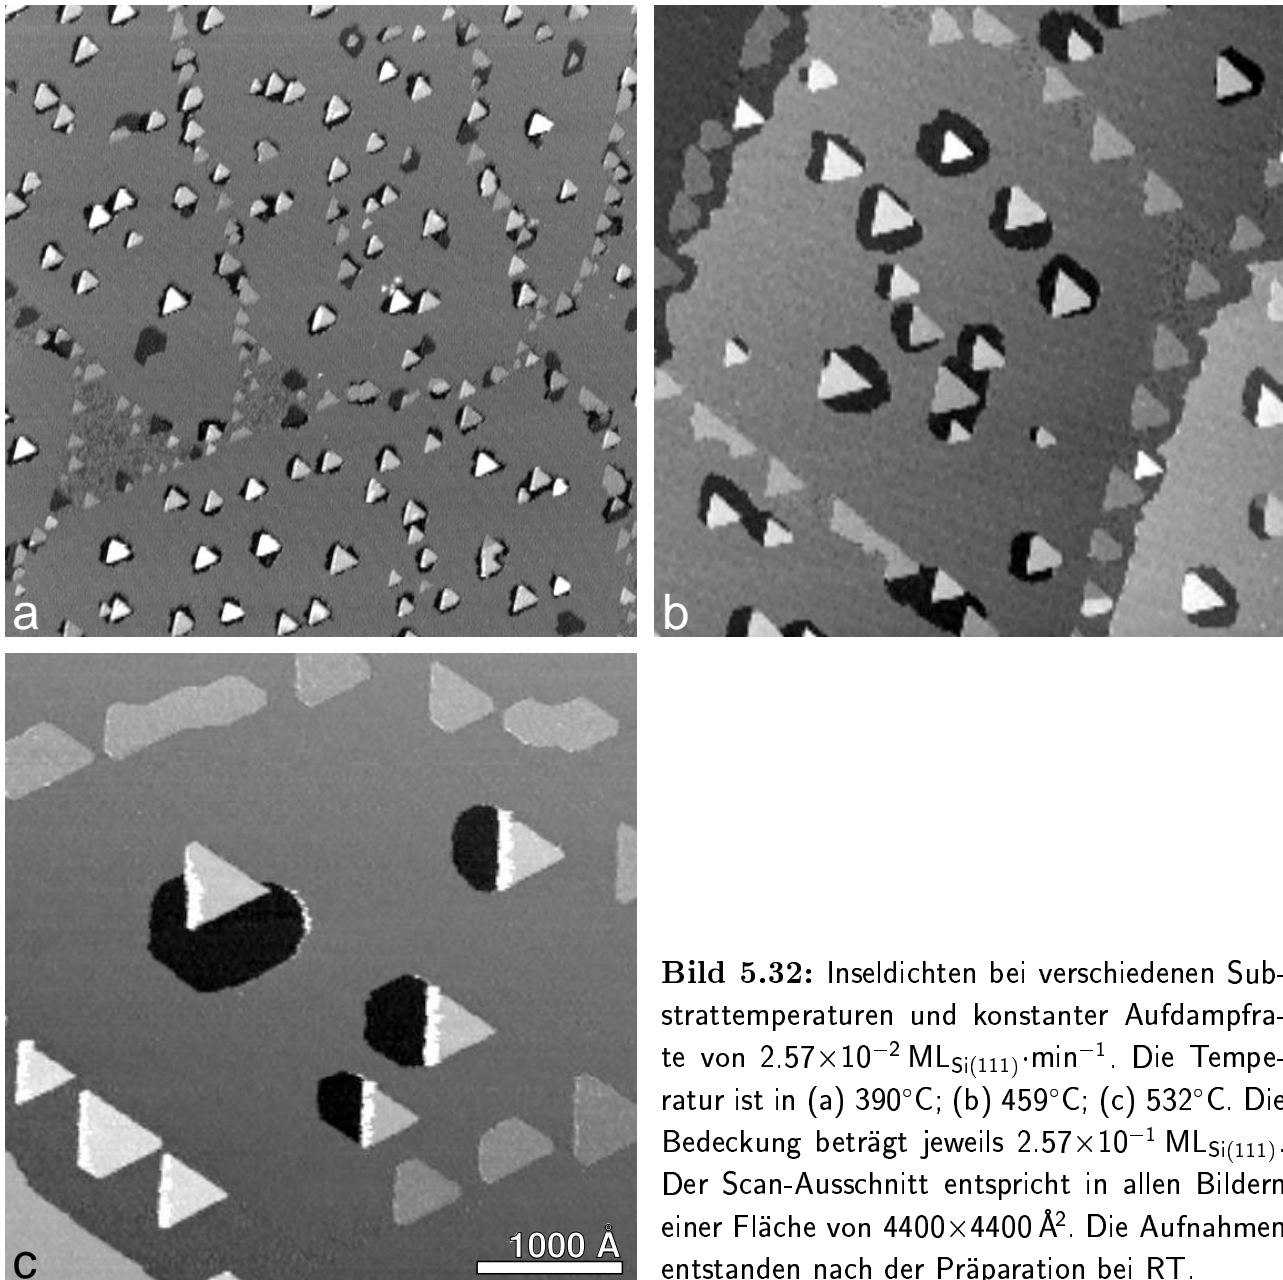 a
b
c
1000 Å
Bild 5.32: Inseldichten bei verschiedenen Sub-
strattemperaturen und konstanter Aufdampfra-
te von 2.57×10⁻² ML_Si(111)·min⁻¹. Die Tempe-
ratur ist in (a) 390°C; (b) 459°C; (c) 532°C. Die
Bedeckung beträgt jeweils 2.57×10⁻¹ ML_Si(111).
Der Scan-Ausschnitt entspricht in allen Bildern
einer Fläche von 4400×4400 Å². Die Aufnahmen
entstanden nach der Präparation bei RT.